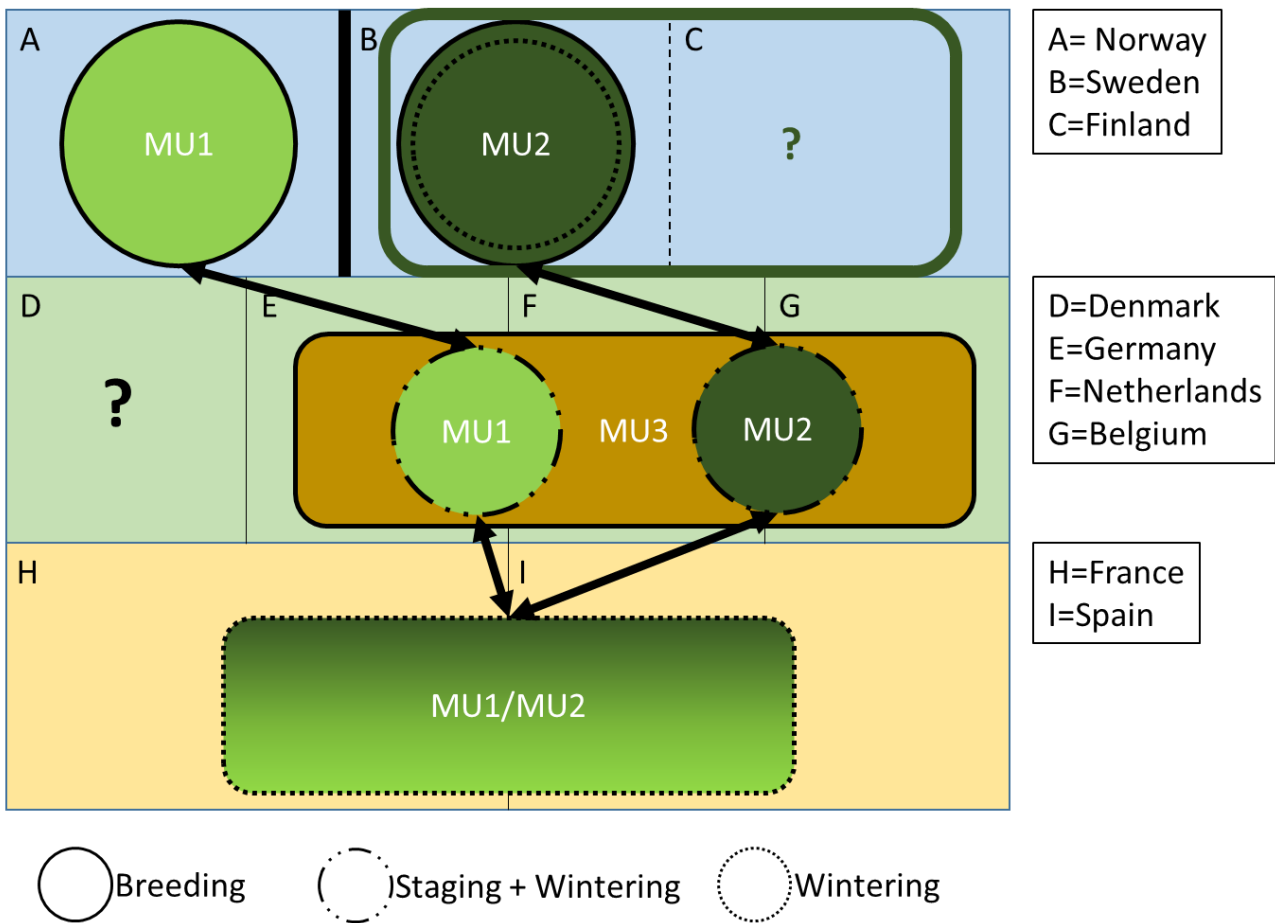 A
B
C
MU1
MU2
?
A= Norway
B=Sweden
C=Finland
D
E
F
G
?
MU1
MU3
MU2
D=Denmark
E=Germany
F=Netherlands
G=Belgium
H
I
MU1/MU2
H=France
I=Spain
Breeding
Staging + Wintering
Wintering